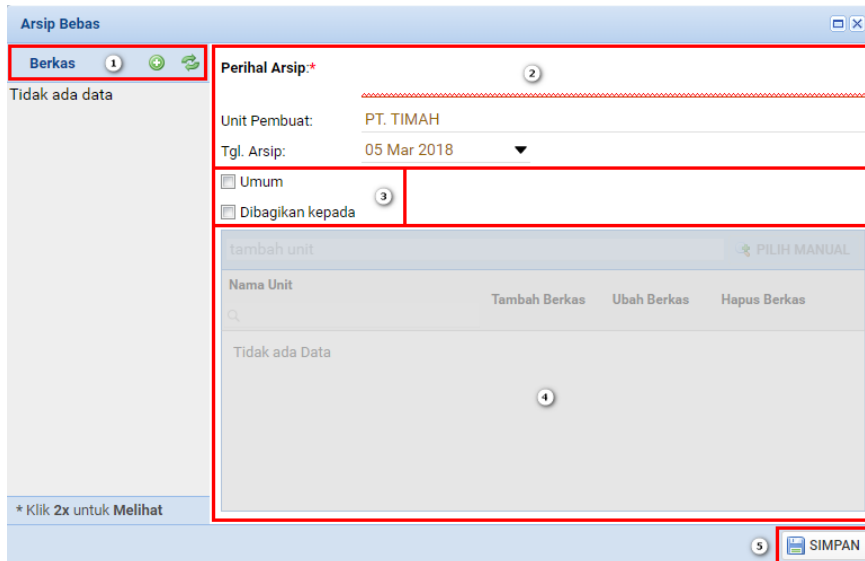 Arsip Bebas
Berkas 1
Tidak ada data
* Klik 2x untuk Melihat
Perihal Arsip:* 2
Unit Pembuat: PT. TIMAH
Tgl. Arsip: 05 Mar 2018
Umum
3
Dibagikan kepada
tambah unit PILIH MANUAL
Nama Unit Tambah Berkas Ubah Berkas Hapus Berkas
Tidak ada Data
4
5 SIMPAN